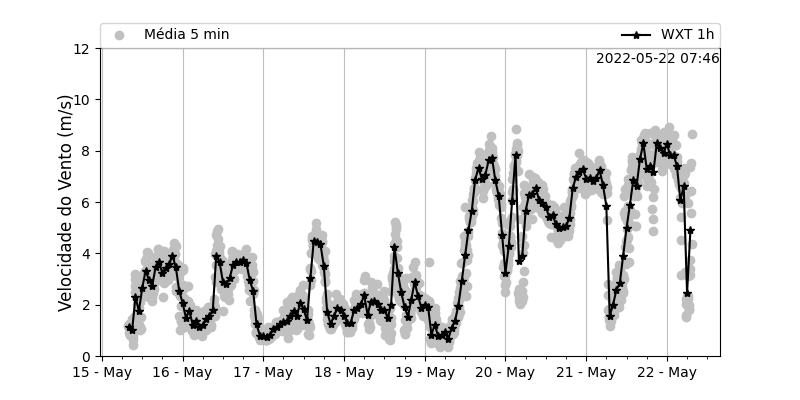 Média 5 min
WXT 1h
2022-05-22 07:46
Velocidade do Vento (m/s)
12
10
8
6
4
2
0
15 - May
16 - May
17 - May
18 - May
19 - May
20 - May
21 - May
22 - May